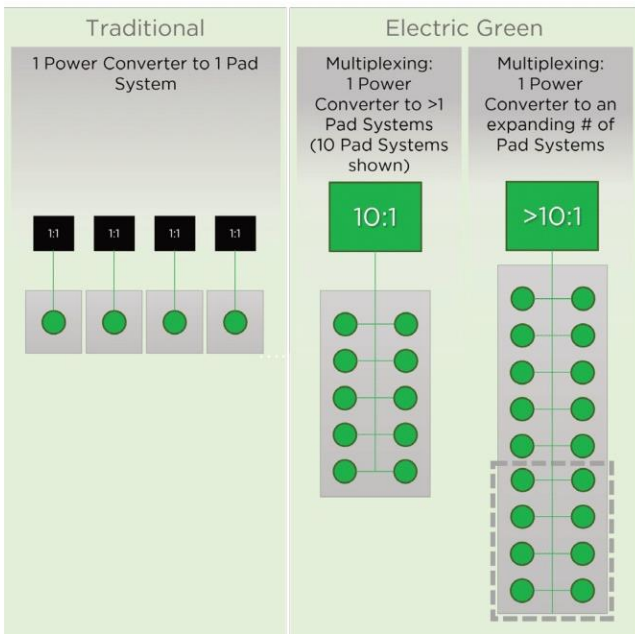 Traditional
1 Power Converter to 1 Pad
System
1:1
1:1
1:1
1:1
Electric Green
Multiplexing:
1 Power
Converter to >1
Pad Systems
(10 Pad Systems
shown)
10:1
Multiplexing:
1 Power
Converter to an
expanding # of
Pad Systems
>10:1